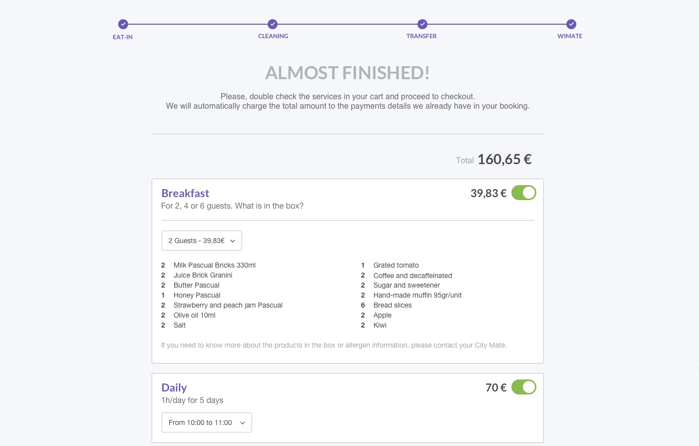 EAT-IN
CLEANING
TRANSFER
WIMATE
ALMOST FINISHED!
Please, double check the services in your cart and proceed to checkout.
We will automatically charge the total amount to the payments details we already have in your booking.
Total 160,65 €
Breakfast
39,83 €
For 2, 4 or 6 guests. What is in the box?
2 Guests - 39,83€
2 Milk Pascual Bricks 330ml
2 Juice Brick Granini
2 Butter Pascual
1 Honey Pascual
2 Strawberry and peach jam Pascual
2 Olive oil 10ml
2 Salt
1 Grated tomato
2 Coffee and decaffeinated
2 Sugar and sweetener
2 Hand-made muffin 95gr/unit
6 Bread slices
2 Apple
2 Kiwi
If you need to know more about the products in the box or allergen information, please contact your City Mate.
Daily
70 €
1h/day for 5 days
From 10:00 to 11:00